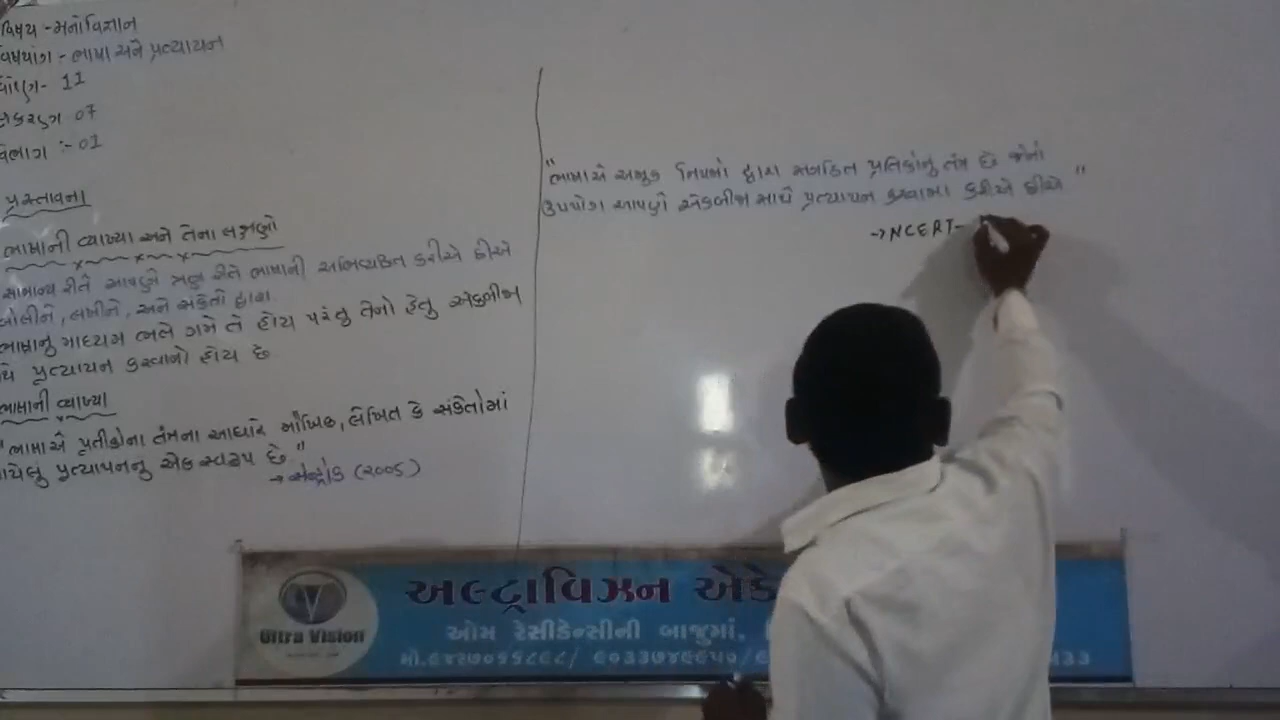 વિષય - મનોવિજ્ઞાન
વિષયાંગ - ભાષા અને પ્રત્યાયન
ધોરણ- 11
પ્રકરણ 07
વિભાગ :- 01
પ્રસ્તાવના
ભાષાની વ્યાખ્યા અને તેના લક્ષણો
સામાન્ય રીતે આપણે ત્રણ રીતે ભાષાની અભિવ્યક્તિ કરીએ છીએ
બોલીને, લખીને, અને સંકેતો દ્વારા.
ભાષાનુ માધ્યમ ભલે ગમે તે હોય પરંતુ તેનો હેતુ એકબીજા
પ્રત્યાયન કરવાનો હોય છે
ભાષાની વ્યાખ્યા
"ભાષા એ પ્રતીકોના તંત્રના આધારે મૌખિક, લેખિત કે સંકેતોમાં
પ્રત્યાયનનુ એક સ્વરૂપ છે."
→ સેન્ટ્રોક (૨૦૦૬)
"ભાષા એ અમુક નિયમો દ્વારા સંગઠિત પ્રતિકોનુ તંત્ર છે જેનો
ઉપયોગ આપણે એકબીજા સાથે પ્રત્યાયન કરવામા કરીએ છીએ"
→ NCERT-
અલ્ટ્રાવિઝન એકે
ઓમ રેસીડેન્સીની બાજુમાં,
Ultra Vision